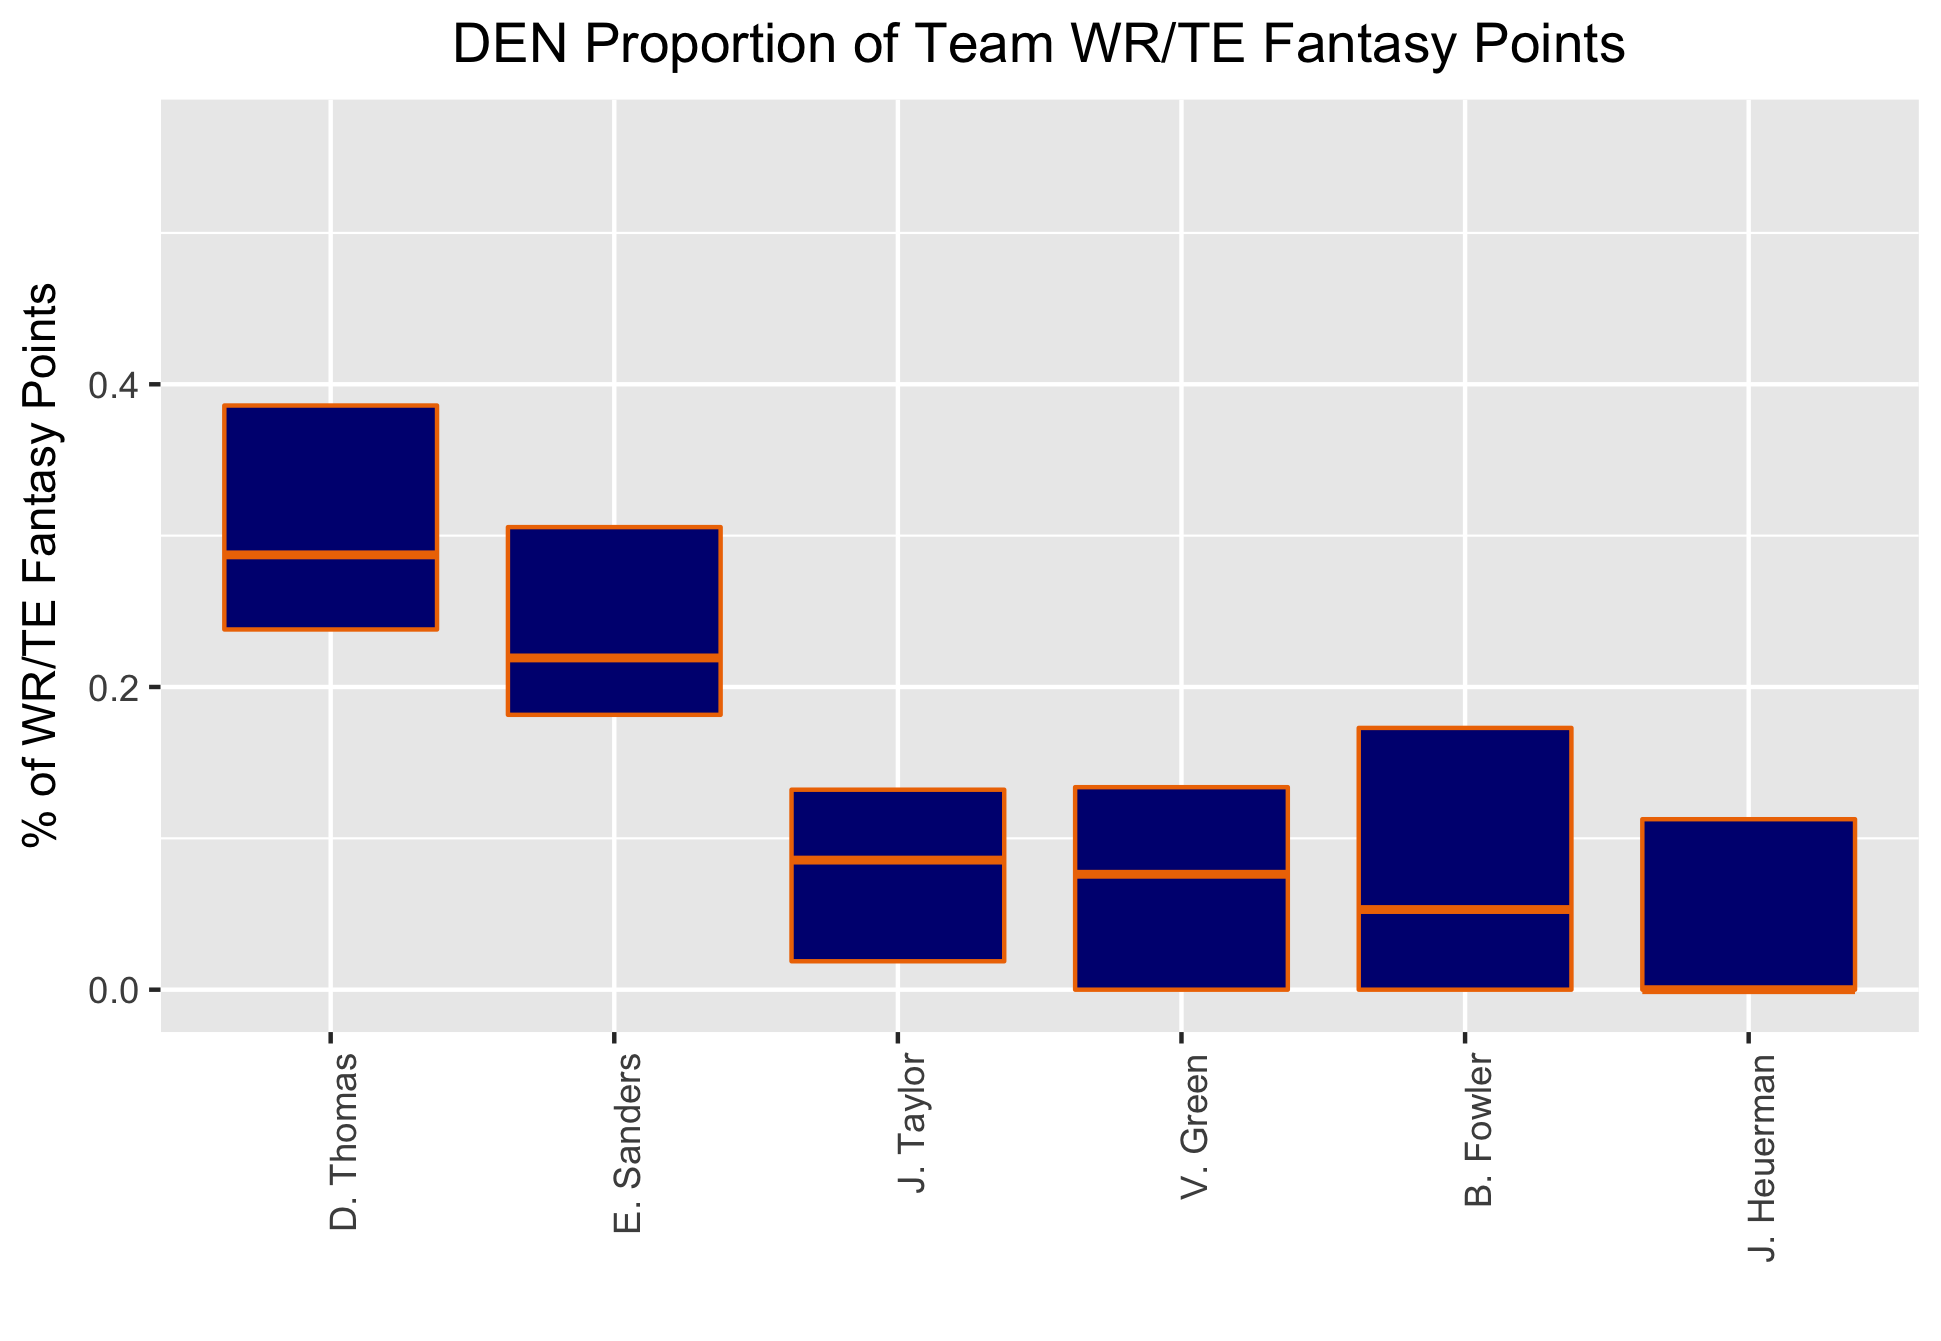 DEN Proportion of Team WR/TE Fantasy Points
% of WR/TE Fantasy Points
0.4
0.2
0.0
D. Thomas
E. Sanders
J. Taylor
V. Green
B. Fowler
J. Heuerman